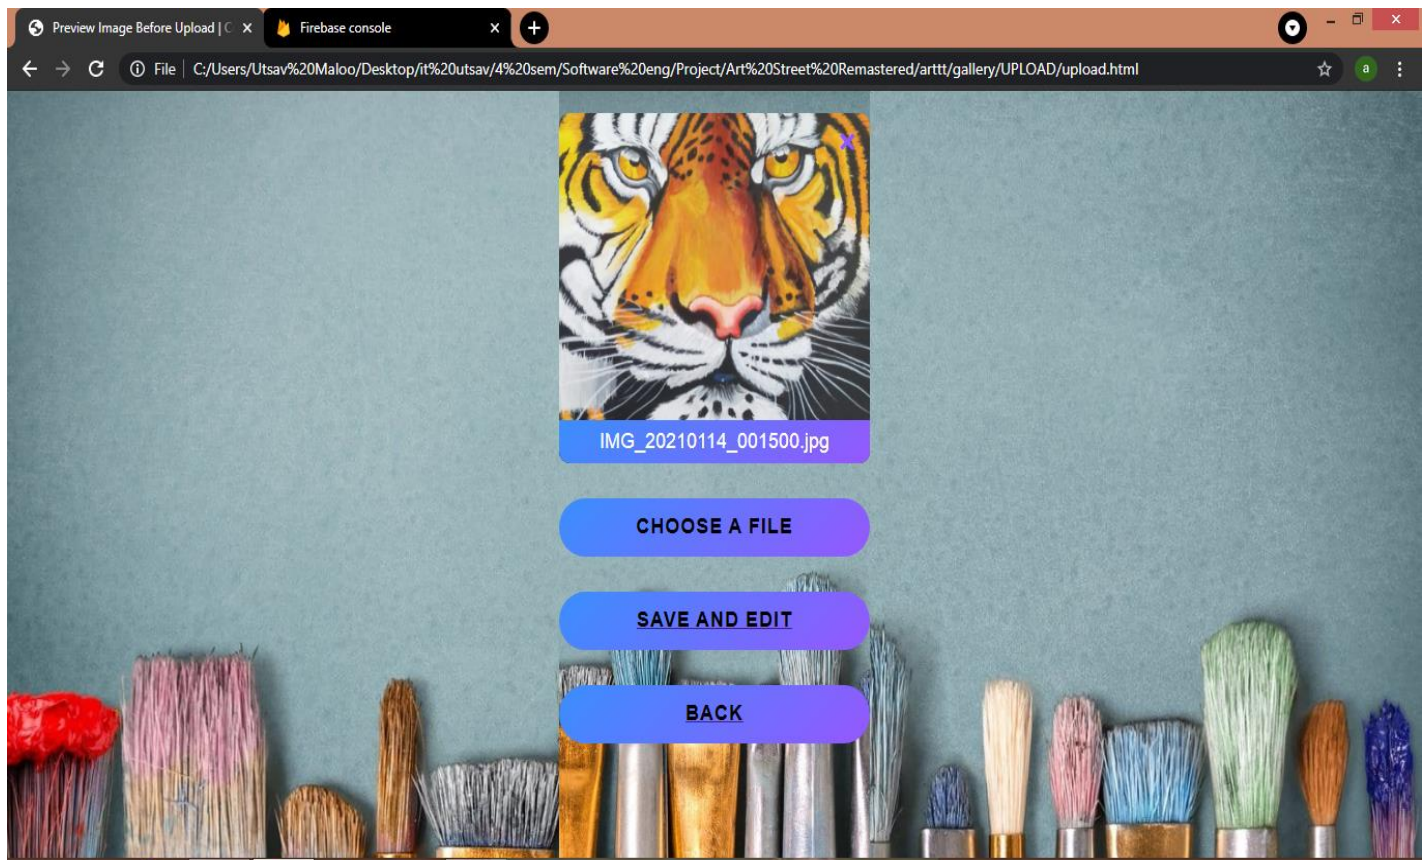 Preview Image Before Upload | C
Firebase console
File | C:/Users/Utsav%20Maloo/Desktop/it%20utsav/4%20sem/Software%20eng/Project/Art%20Street%20Remastered/arttt/gallery/UPLOAD/upload.html
a
IMG_20210114_001500.jpg
CHOOSE A FILE
SAVE AND EDIT
BACK